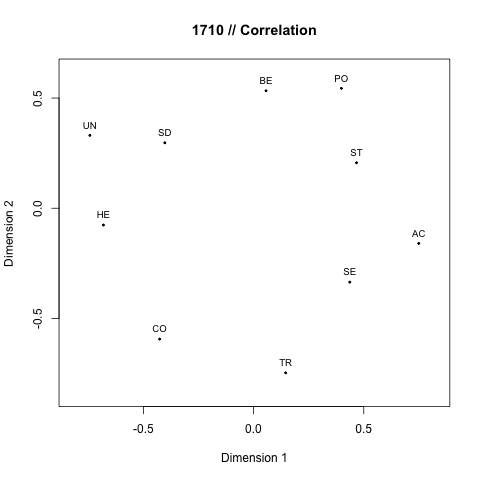 1710 // Correlation
BE
PO
UN
SD
ST
HE
AC
SE
CO
TR
0.5
0.0
-0.5
Dimension 2
-0.5
0.0
0.5
Dimension 1